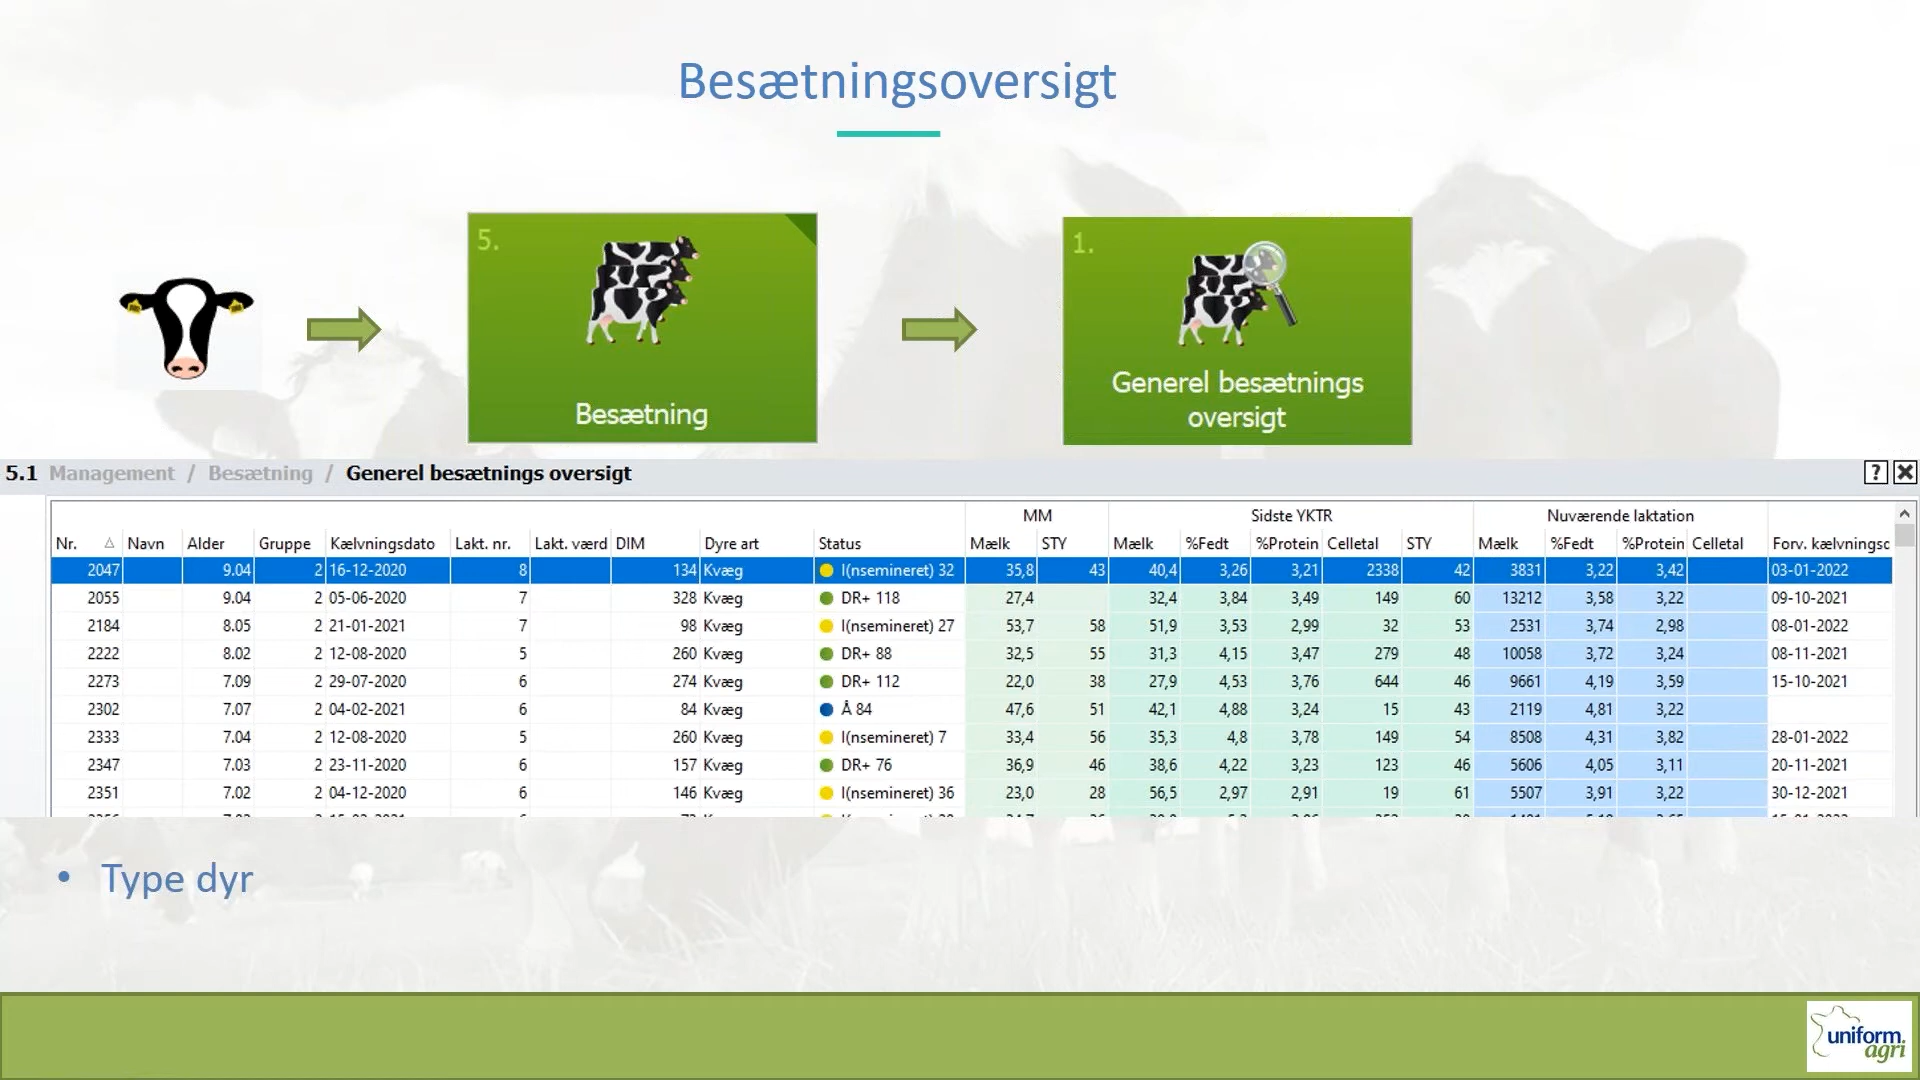 Besætningsoversigt
5.
Besætning
1.
Generel besætnings
oversigt
5.1 Management / Besætning / Generel besætnings oversigt
MM Sidste YKTR Nuværende laktation
Nr. Navn Alder Gruppe Kælvningsdato Lakt. nr. Lakt. værd DIM Dyre art Status Mælk STY Mælk %Fedt %Protein Celletal STY Mælk %Fedt %Protein Celletal Forv. kælvningsc
2047 9.04 2 16-12-2020 8 134 Kvæg I(nsemineret) 32 35,8 43 40,4 3,26 3,21 2338 42 3831 3,22 3,42 03-01-2022
2055 9.04 2 05-06-2020 7 328 Kvæg DR+ 118 27,4 32,4 3,84 3,49 149 60 13212 3,58 3,22 09-10-2021
2184 8.05 2 21-01-2021 7 98 Kvæg I(nsemineret) 27 53,7 58 51,9 3,53 2,99 32 53 2531 3,74 2,98 08-01-2022
2222 8.02 2 12-08-2020 5 260 Kvæg DR+ 88 32,5 55 31,3 4,15 3,47 279 48 10058 3,72 3,24 08-11-2021
2273 7.09 2 29-07-2020 6 274 Kvæg DR+ 112 22,0 38 27,9 4,53 3,76 644 46 9661 4,19 3,59 15-10-2021
2302 7.07 2 04-02-2021 6 84 Kvæg Å 84 47,6 51 42,1 4,88 3,24 15 43 2119 4,81 3,22
2333 7.04 2 12-08-2020 5 260 Kvæg I(nsemineret) 7 33,4 56 35,3 4,8 3,78 149 54 8508 4,31 3,82 28-01-2022
2347 7.03 2 23-11-2020 6 157 Kvæg DR+ 76 36,9 46 38,6 4,22 3,23 123 46 5606 4,05 3,11 20-11-2021
2351 7.02 2 04-12-2020 6 146 Kvæg I(nsemineret) 36 23,0 28 56,5 2,97 2,91 19 61 5507 3,91 3,22 30-12-2021
• Type dyr
uniform
agri